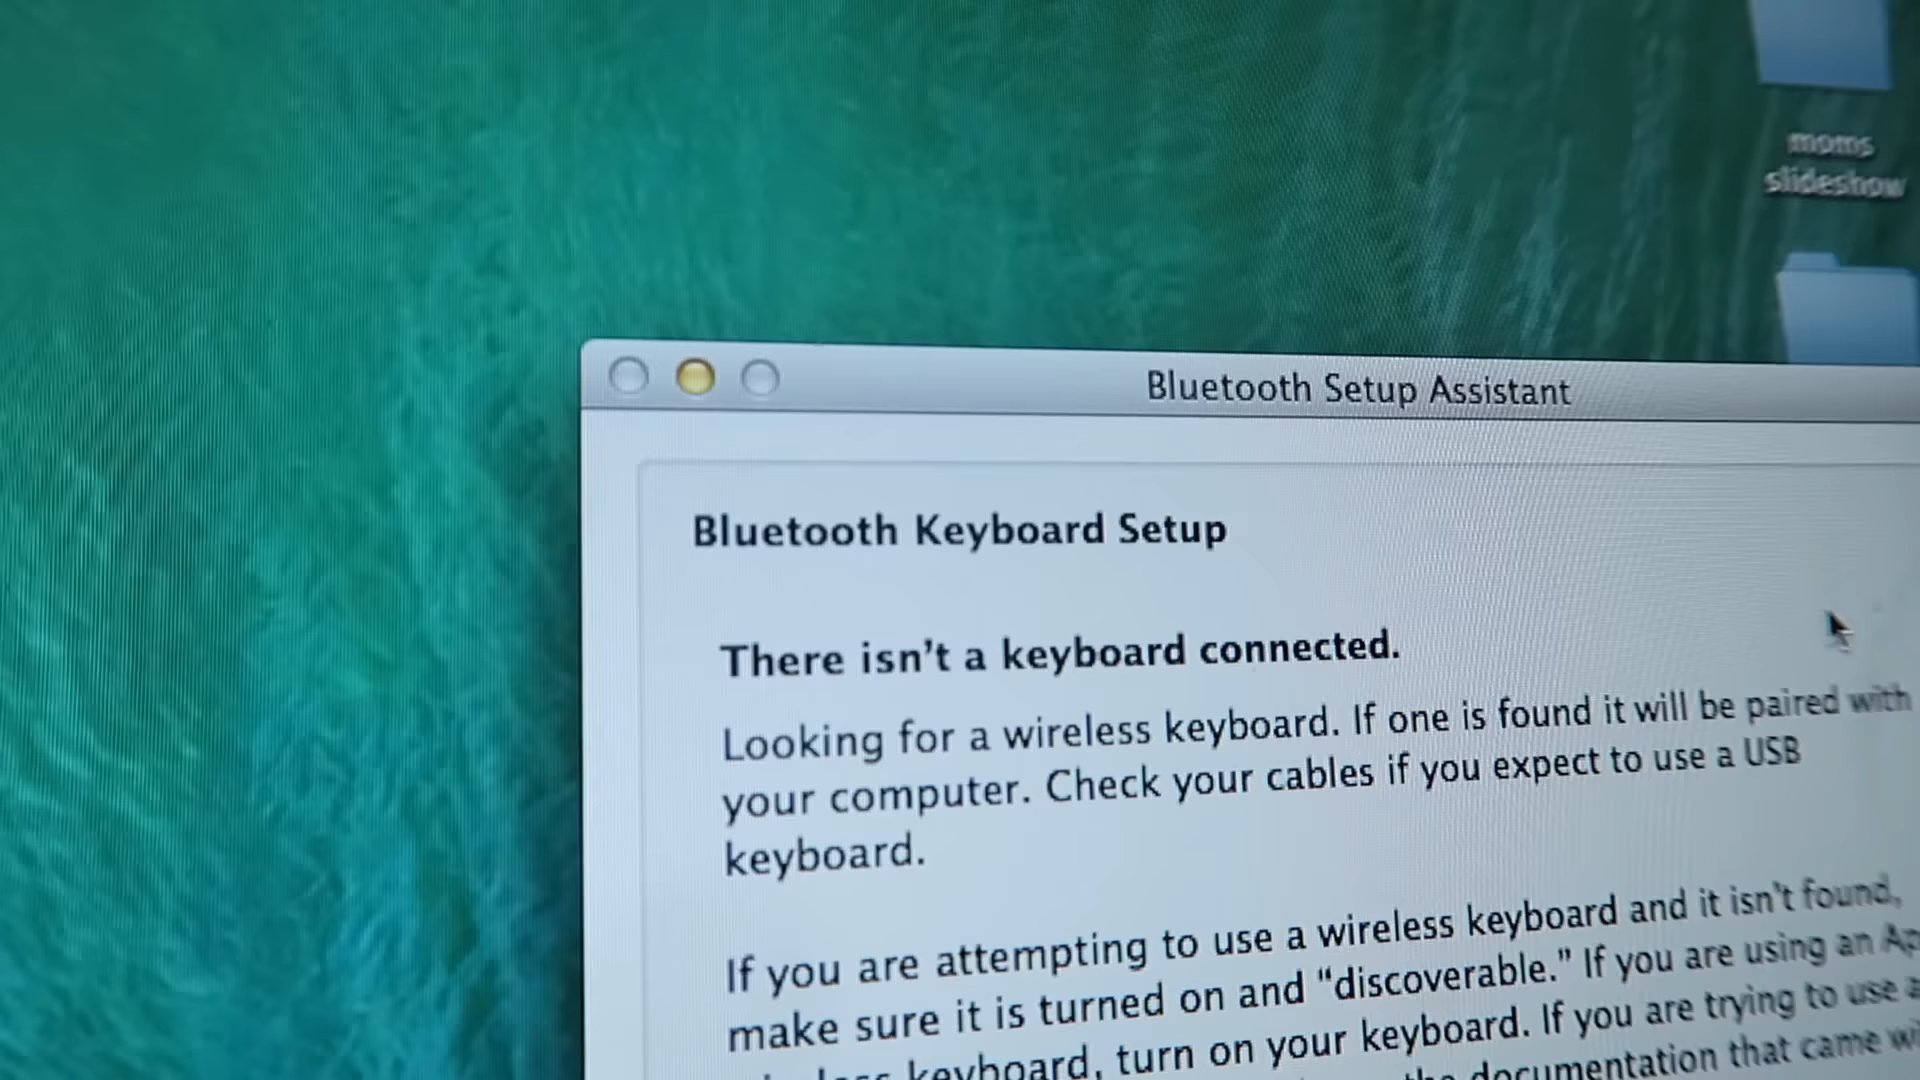 moms
slideshow
Bluetooth Setup Assistant
Bluetooth Keyboard Setup
There isn't a keyboard connected.
Looking for a wireless keyboard. If one is found it will be paired with
your computer. Check your cables if you expect to use a USB
keyboard.
If you are attempting to use a wireless keyboard and it isn't found,
make sure it is turned on and “discoverable.” If you are using an Ap
keyboard, turn on your keyboard. If you are trying to use a
the documentation that came wi